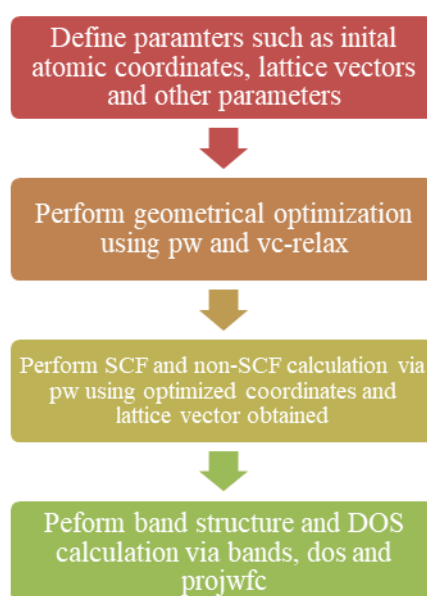 Define paramters such as inital
atomic coordinates, lattice vectors
and other parameters
Perform geometrical optimization
using pw and vc-relax
Perform SCF and non-SCF calculation via
pw using optimized coordinates and
lattice vector obtained
Peform band structure and DOS
calculation via bands, dos and
projwfc